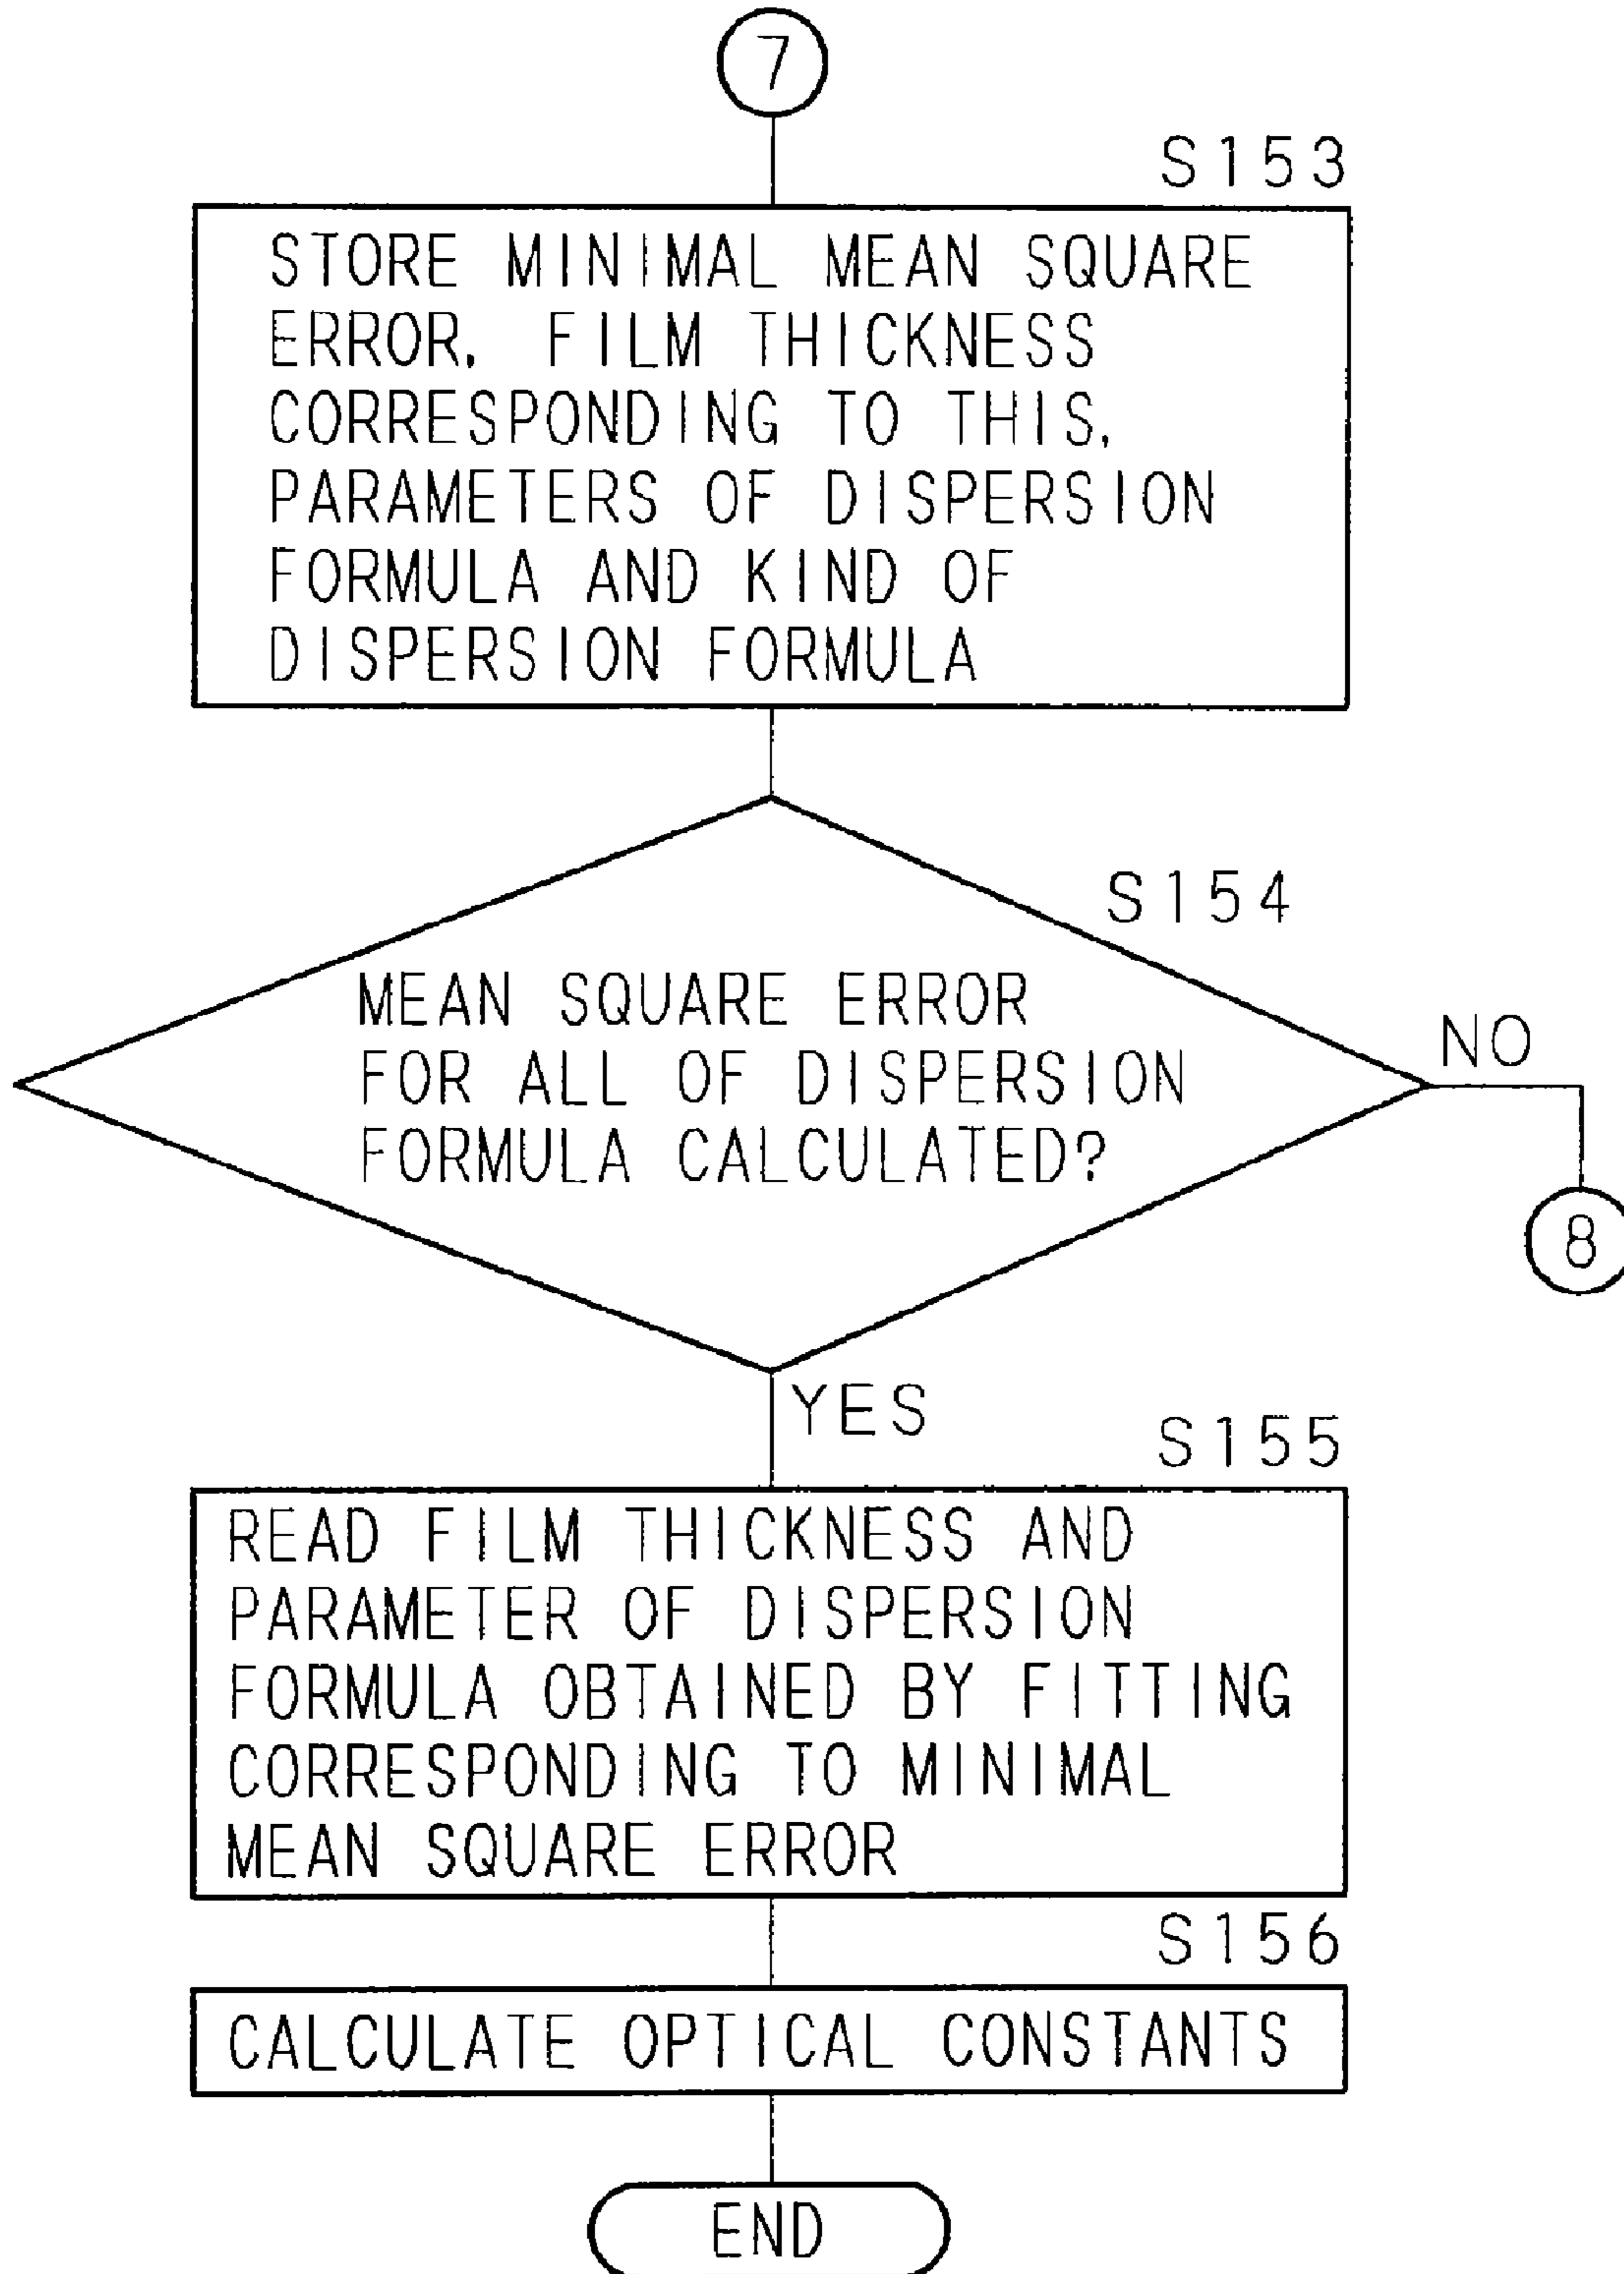 7
S153
STORE MINIMAL MEAN SQUARE
ERROR, FILM THICKNESS
CORRESPONDING TO THIS,
PARAMETERS OF DISPERSION
FORMULA AND KIND OF
DISPERSION FORMULA
S154
MEAN SQUARE ERROR
FOR ALL OF DISPERSION
FORMULA CALCULATED?
NO
8
YES
S155
READ FILM THICKNESS AND
PARAMETER OF DISPERSION
FORMULA OBTAINED BY FITTING
CORRESPONDING TO MINIMAL
MEAN SQUARE ERROR
S156
CALCULATE OPTICAL CONSTANTS
END